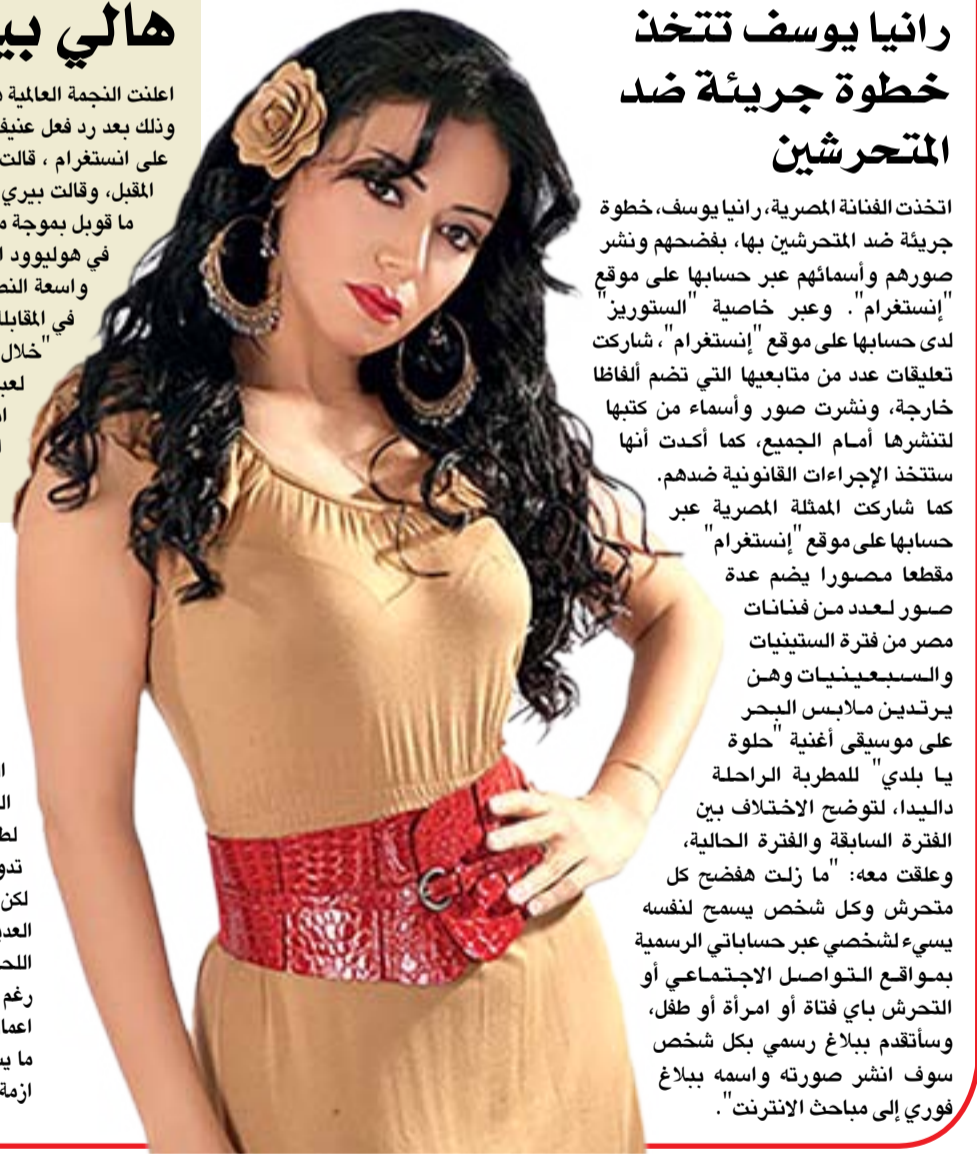 رانيا يوسف تتخذ
خطوة جريئة ضد
المتحرشين
اتخذت الفنانة المصرية، رانيا يوسف، خطوة
جريئة ضد المتحرشين بها، بفضحهم ونشر
صورهم وأسمائهم عبر حسابها على موقع
"إنستغرام". وعبر خاصية "الستوريز"
لدى حسابها على موقع "إنستغرام"، شاركت
تعليقات عدد من متابعيها التي تضم ألفاظا
خارجة، ونشرت صور وأسماء من كتبها
لتنشرها أمام الجميع، كما أكدت أنها
ستتخذ الإجراءات القانونية ضدهم.
كما شاركت الممثلة المصرية عبر
حسابها على موقع "إنستغرام"
مقطعا مصورا يضم عدة
صور لعدد من فنانات
مصر من فترة الستينيات
والسبعينيات وهن
يرتدين ملابس البحر
على موسيقى أغنية "حلوة
يا بلدي" للمطربة الراحلة
داليدا، لتوضح الاختلاف بين
الفترة السابقة والفترة الحالية،
وعلقت معه: "ما زلت هفضح كل
متحرش وكل شخص يسمح لنفسه
يسيء لشخصي عبر حساباتي الرسمية
بمواقع التواصل الاجتماعي أو
التحرش باي فتاة أو امرأة أو طفل،
وسأتقدم ببلاغ رسمي بكل شخص
سوف انشر صورته واسمه ببلاغ
فوري إلى مباحث الانترنت".
هالي
اعلنت النجمة العالمية
وذلك بعد رد فعل عنيف
على انستغرام ، قالت
المقبل، وقالت بيري
ما قوبل بموجة
في هوليوود
واسعة
في
"خلال
لكن
رغم
ما